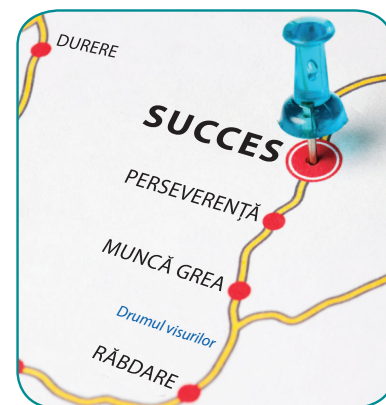 DURERE
SUCCES
PERSEVERENȚĂ
MUNCĂ GREA
Drumul visurilor
RĂBDARE